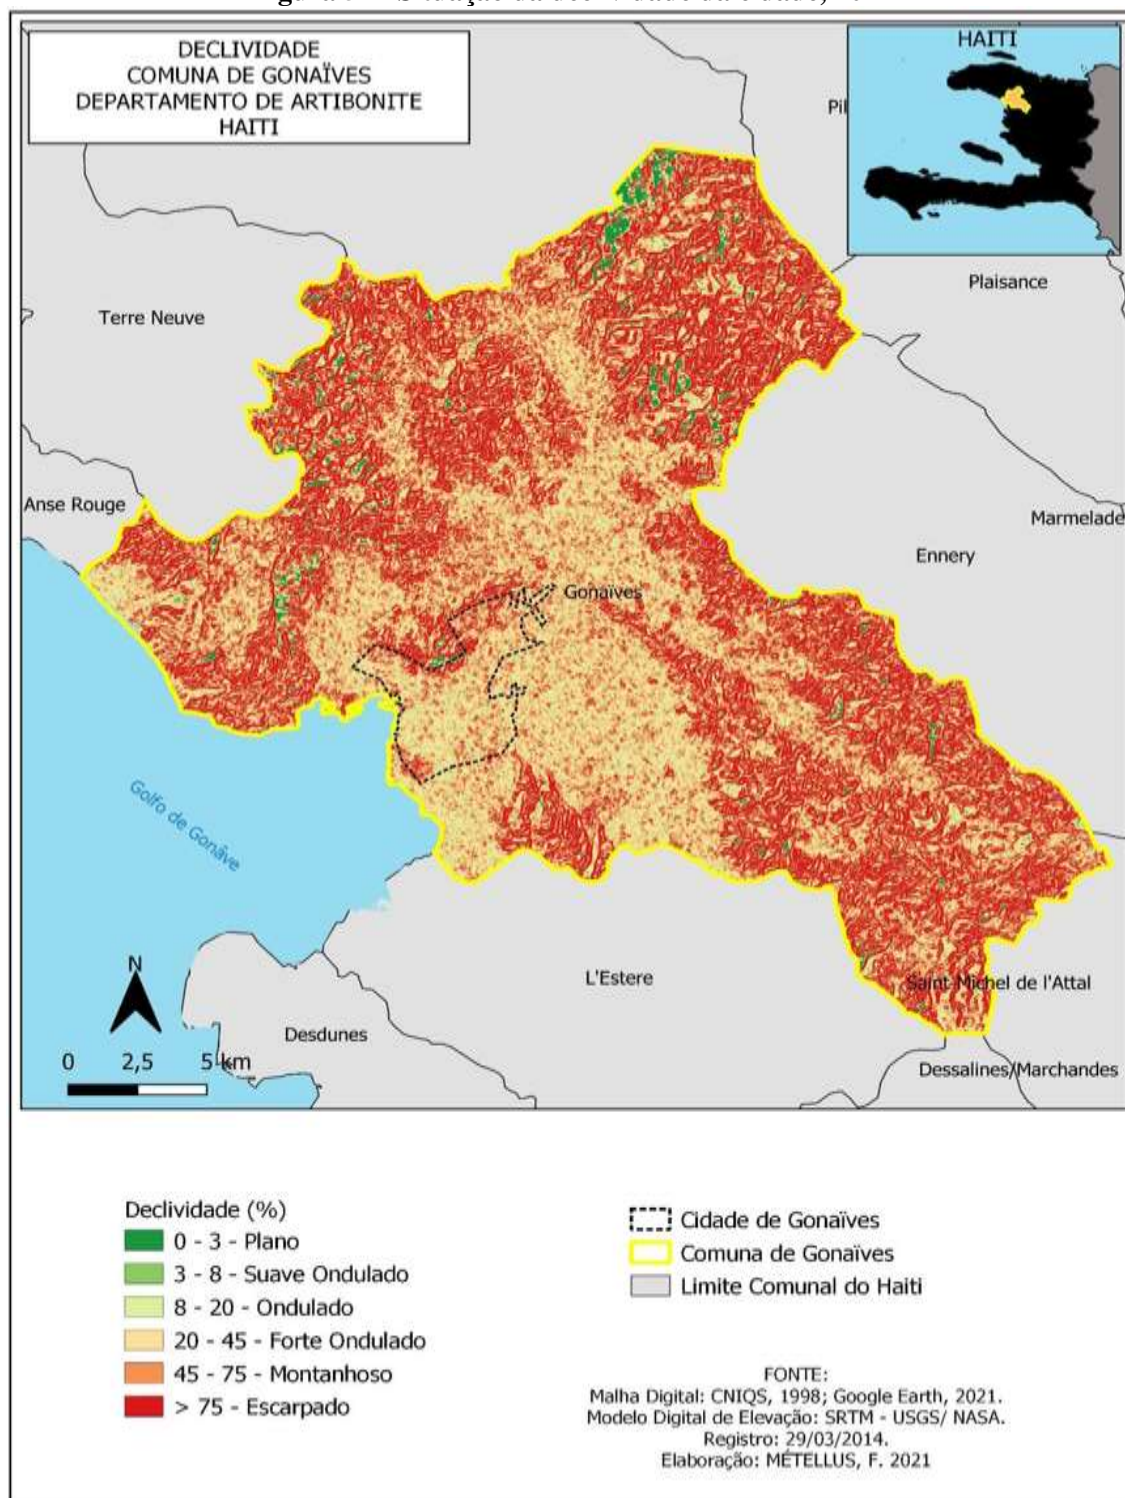 DECLIVIDADE
COMUNA DE GONAÏVES
DEPARTAMENTO DE ARTIBONITE
HAITI
HAITI
Plaisance
Terre Neuve
Anse Rouge
Marmelade
Ennery
Gonaïves
Golfo de Gonâve
L'Estere
Saint Michel de l'Attal
Desdunes
Dessalines/Marchandes
N
0 2,5 5 km
Declividade (%)
0 - 3 - Plano
3 - 8 - Suave Ondulado
8 - 20 - Ondulado
20 - 45 - Forte Ondulado
45 - 75 - Montanhoso
> 75 - Escarpado
Cidade de Gonaïves
Comuna de Gonaïves
Limite Comunal do Haiti
FONTE:
Malha Digital: CNIQS, 1998; Google Earth, 2021.
Modelo Digital de Elevação: SRTM - USGS/ NASA.
Registro: 29/03/2014.
Elaboração: MÉTELLUS, F. 2021